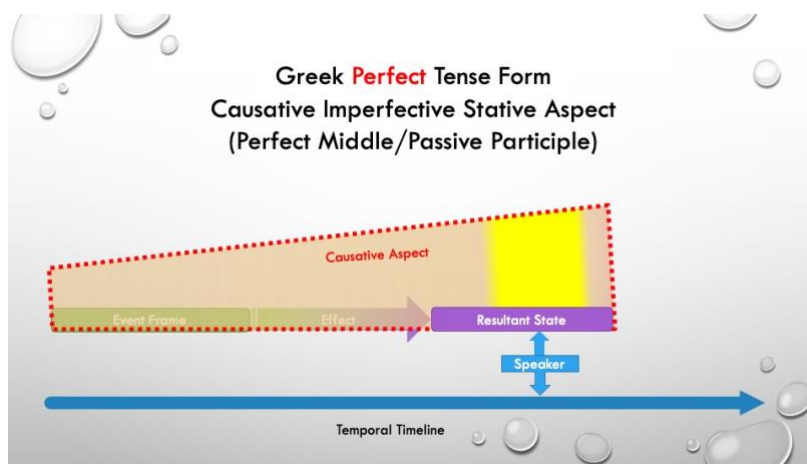 Greek Perfect Tense Form
Causative Imperfective Stative Aspect
(Perfect Middle/Passive Participle)
Causative Aspect
Event Frame
Effect
Resultant State
Speaker
Temporal Timeline